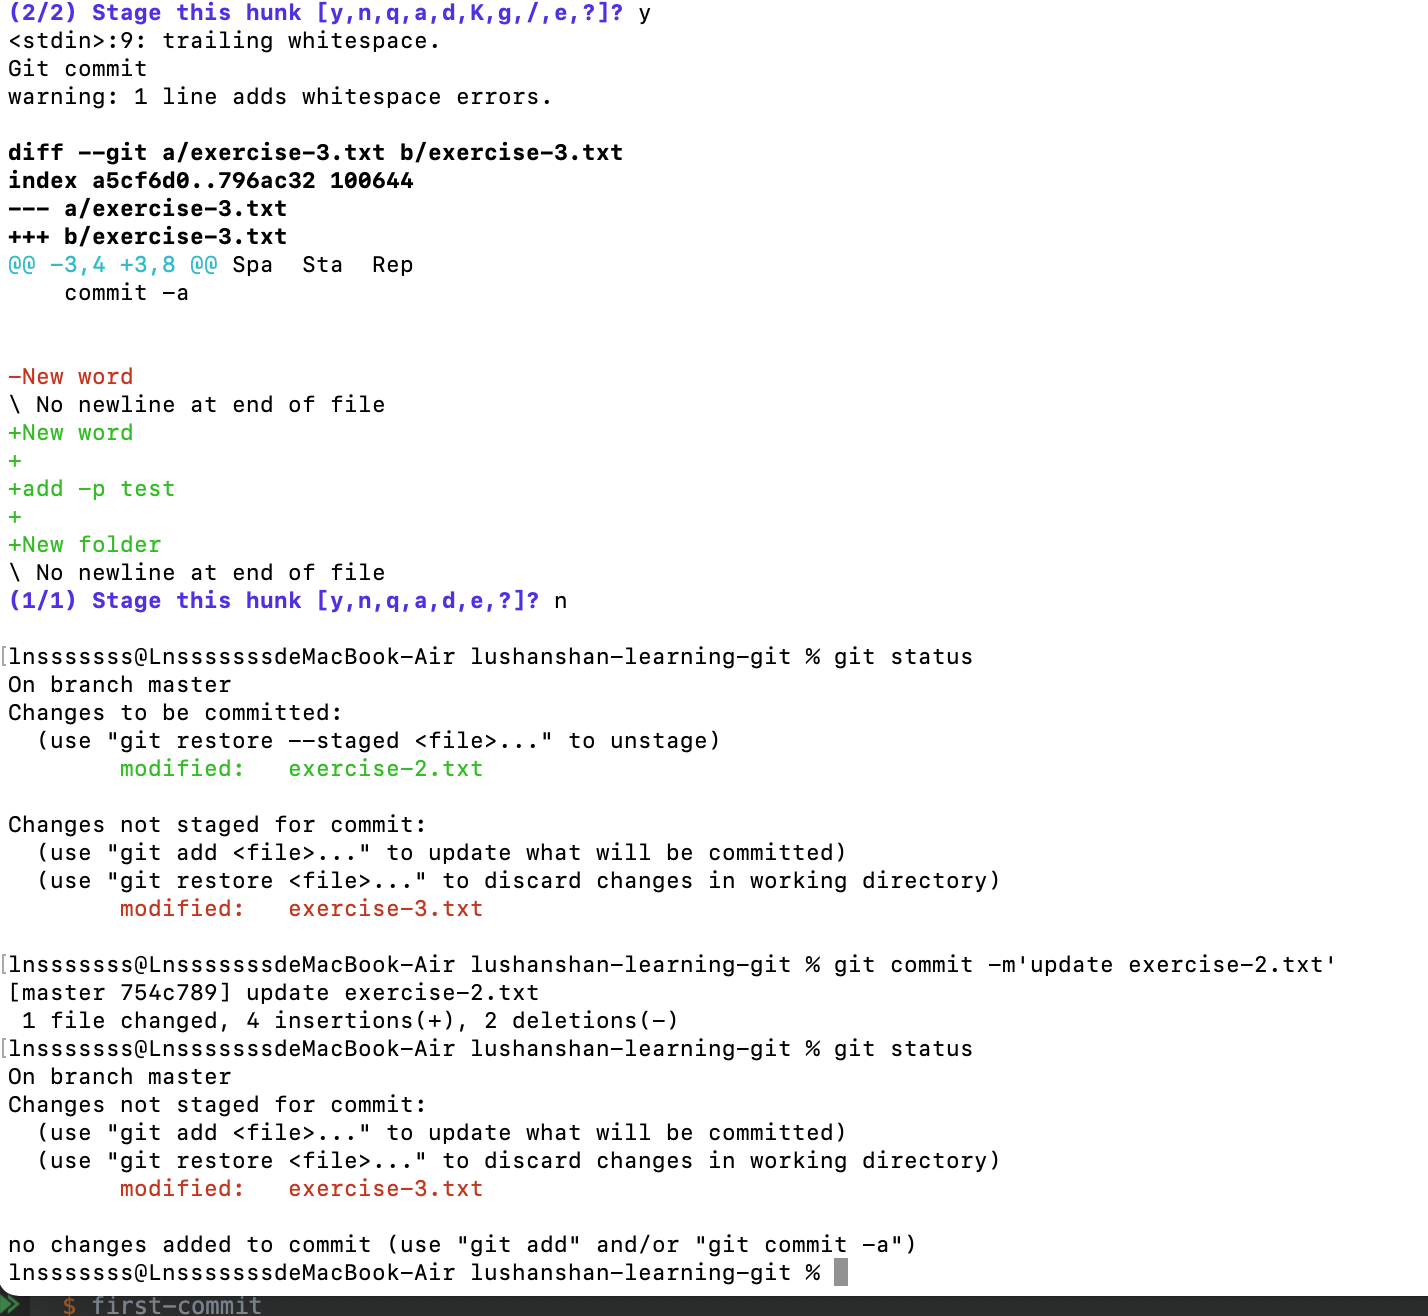 (2/2) Stage this hunk [y,n,q,a,d,K,g,/,e,?]? y
<stdin>:9: trailing whitespace.
Git commit
warning: 1 line adds whitespace errors.

diff --git a/exercise-3.txt b/exercise-3.txt
index a5cf6d0..796ac32 100644
--- a/exercise-3.txt
+++ b/exercise-3.txt
@@ -3,4 +3,8 @@ Spa  Sta  Rep
    commit -a


-New word
\ No newline at end of file
+New word
+
+add -p test
+
+New folder
\ No newline at end of file
(1/1) Stage this hunk [y,n,q,a,d,e,?]? n

[lnsssssss@LnsssssssdeMacBook-Air lushanshan-learning-git % git status
On branch master
Changes to be committed:
  (use "git restore --staged <file>..." to unstage)
        modified:   exercise-2.txt

Changes not staged for commit:
  (use "git add <file>..." to update what will be committed)
  (use "git restore <file>..." to discard changes in working directory)
        modified:   exercise-3.txt

[lnsssssss@LnsssssssdeMacBook-Air lushanshan-learning-git % git commit -m'update exercise-2.txt'
[master 754c789] update exercise-2.txt
 1 file changed, 4 insertions(+), 2 deletions(-)
[lnsssssss@LnsssssssdeMacBook-Air lushanshan-learning-git % git status
On branch master
Changes not staged for commit:
  (use "git add <file>..." to update what will be committed)
  (use "git restore <file>..." to discard changes in working directory)
        modified:   exercise-3.txt

no changes added to commit (use "git add" and/or "git commit -a")
lnsssssss@LnsssssssdeMacBook-Air lushanshan-learning-git %
$ first-commit